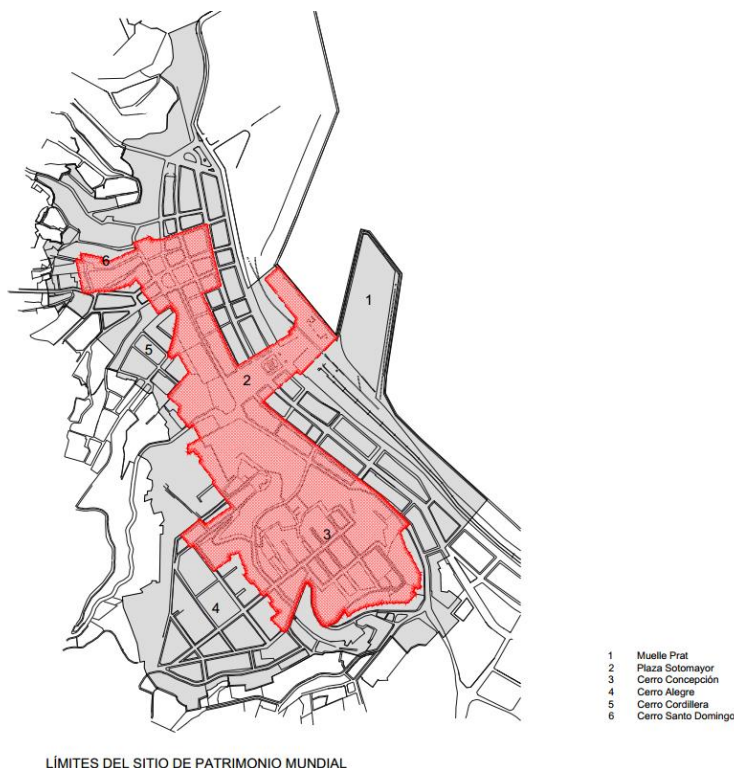 6
1
5
2
3
4
1 Muelle Prat
2 Plaza Sotomayor
3 Cerro Concepción
4 Cerro Alegre
5 Cerro Cordillera
6 Cerro Santo Domingo
LÍMITES DEL SITIO DE PATRIMONIO MUNDIAL